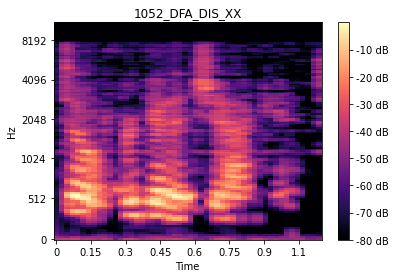 1052_DFA_DIS_XX
8192
4096
2048
1024
512
0
Hz
0 0.15 0.3 0.45 0.6 0.75 0.9 1.1
Time
-10 dB
-20 dB
-30 dB
-40 dB
-50 dB
-60 dB
-70 dB
-80 dB